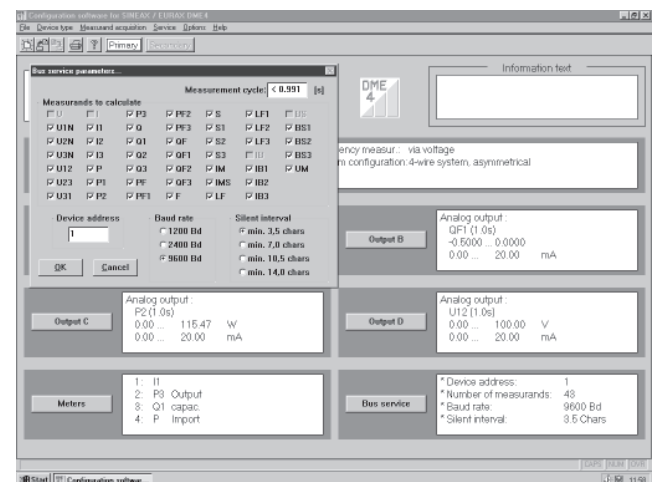 Configuration software for SINEAX / EURAX DME4
File Device type Measurand acquisition Service Options Help
Primary Secondary
Bus service parameters...
Measurement cycle: < 0.991 [s]
Measurands to calculate
U I P3 PF2 S LF1 US
U1N I1 Q PF3 S1 LF2 BS1
U2N I2 Q1 QF S2 LF3 BS2
U3N I3 Q2 QF1 S3 IU BS3
U12 P Q3 QF2 IM IB1 UM
U23 P1 PF QF3 IMS IB2
U31 P2 PF1 F LF IB3
Device address
1
Baud rate
1200 Bd
2400 Bd
9600 Bd
Silent interval
min. 3,5 chars
min. 7,0 chars
min. 10,5 chars
min. 14,0 chars
OK Cancel
DME
4
Information text
ency measur.: via voltage
m configuration: 4-wire system, asymmetrical
Output B
Analog output :
QF1 (1.0s)
-0.5000 ... 0.0000
0.00 ... 20.00 mA
Output C
Analog output :
P2 (1.0s)
0.00 ... 115.47 W
0.00 ... 20.00 mA
Output D
Analog output :
U12 (1.0s)
0.00 ... 100.00 V
0.00 ... 20.00 mA
Meters
1: I1
2: P3 Output
3: Q1 capac.
4: P Import
Bus service
* Device address: 1
* Number of measurands: 43
* Baud rate: 9600 Bd
* Silent interval: 3.5 Chars
CAPS NUM OVR
Start Configuration software 11:59